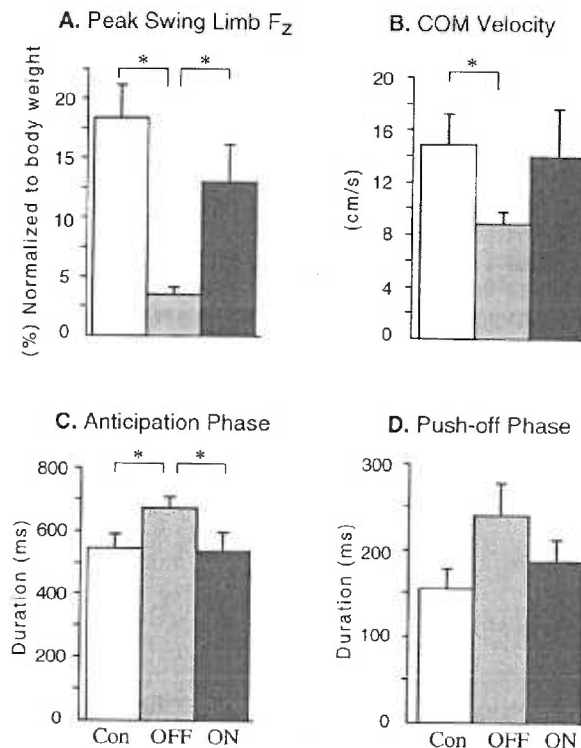 A. Peak Swing Limb Fz
* *
(%) Normalized to body weight
20
15
10
5
0
B. COM Velocity
*
(cm/s)
20
16
12
8
4
0
C. Anticipation Phase
* *
Duration (ms)
800
600
400
200
0
Con OFF ON
D. Push-off Phase
Duration (ms)
300
200
150
100
0
Con OFF ON